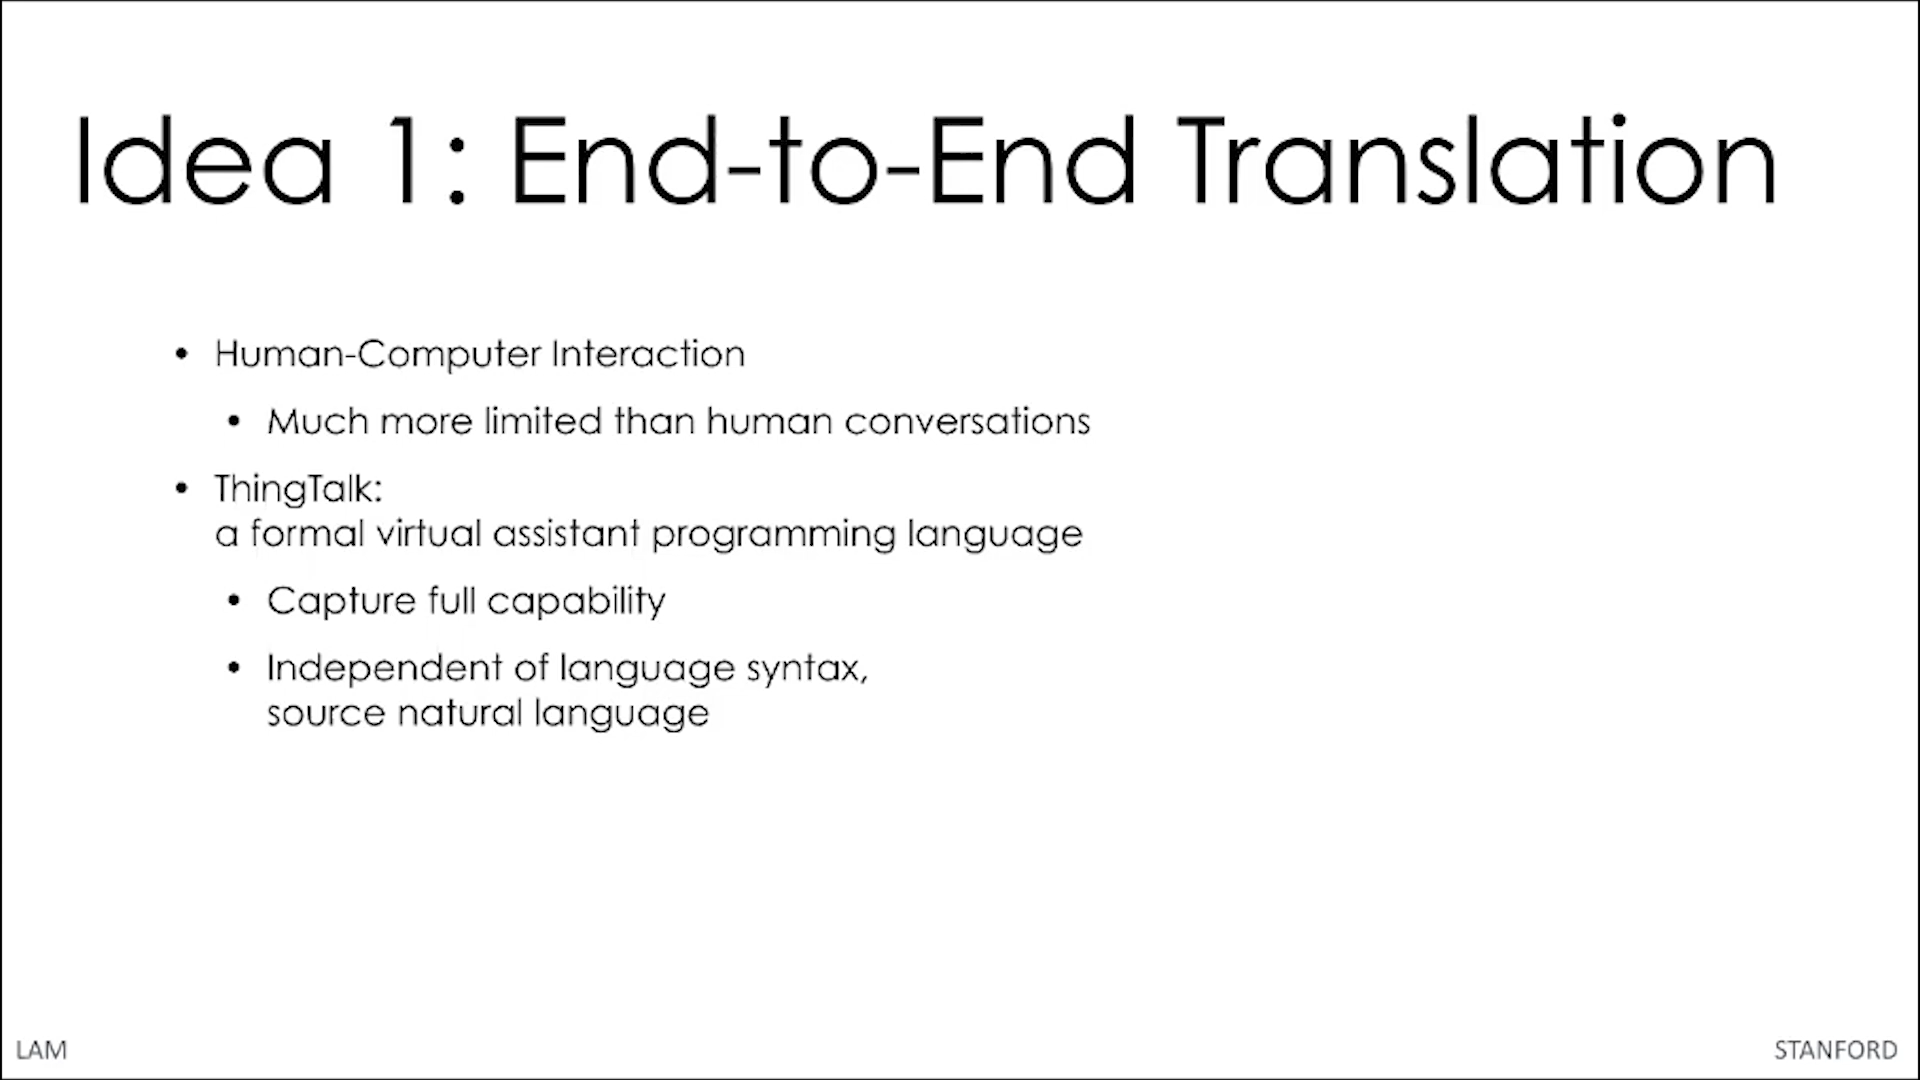 Idea 1: End-to-End Translation
• Human-Computer Interaction
• Much more limited than human conversations
• ThingTalk:
a formal virtual assistant programming language
• Capture full capability
• Independent of language syntax,
source natural language
LAM
STANFORD